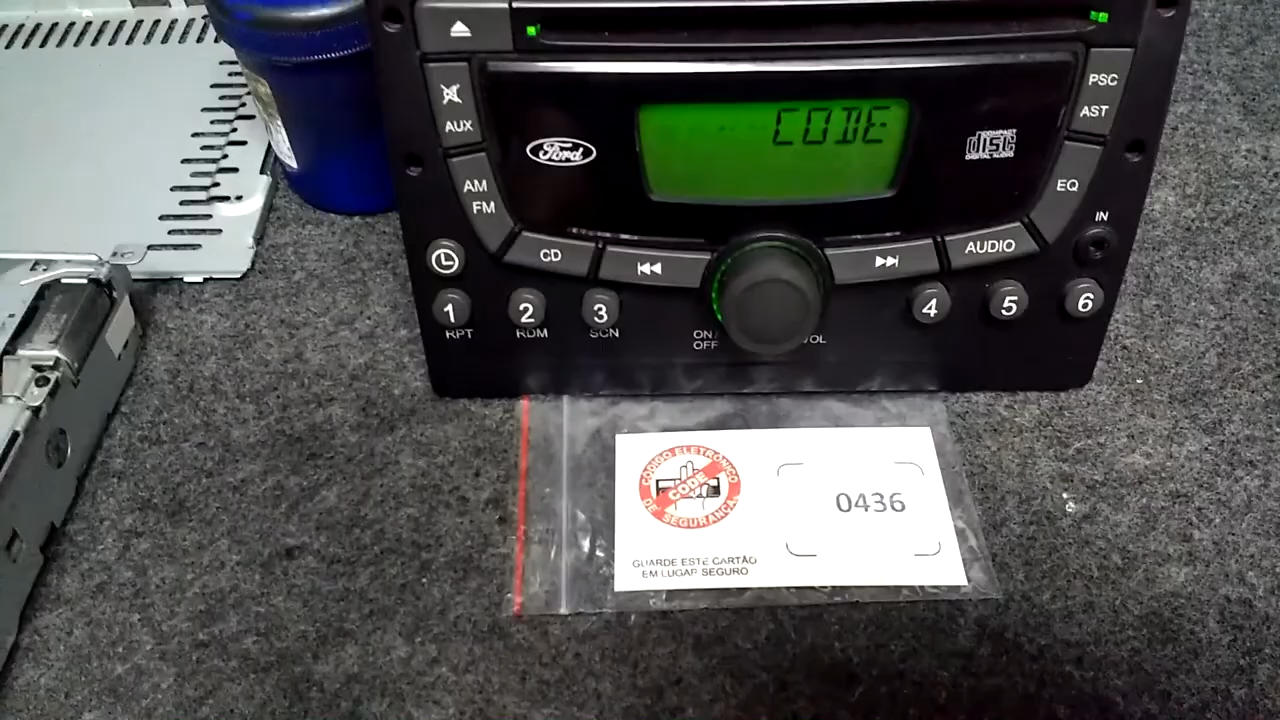 PSC
AUX
AST
CODE
Ford
COMPACT
disc
DIGITAL AUDIO
AM
FM
EQ
IN
CD
AUDIO
1 2 3 4 5 6
RPT RDM SCN
ON/
OFF
VOL
CÓDIGO ELETRÔNICO
CODE
DE SEGURANÇA
0436
GUARDE ESTE CARTÃO
EM LUGAR SEGURO